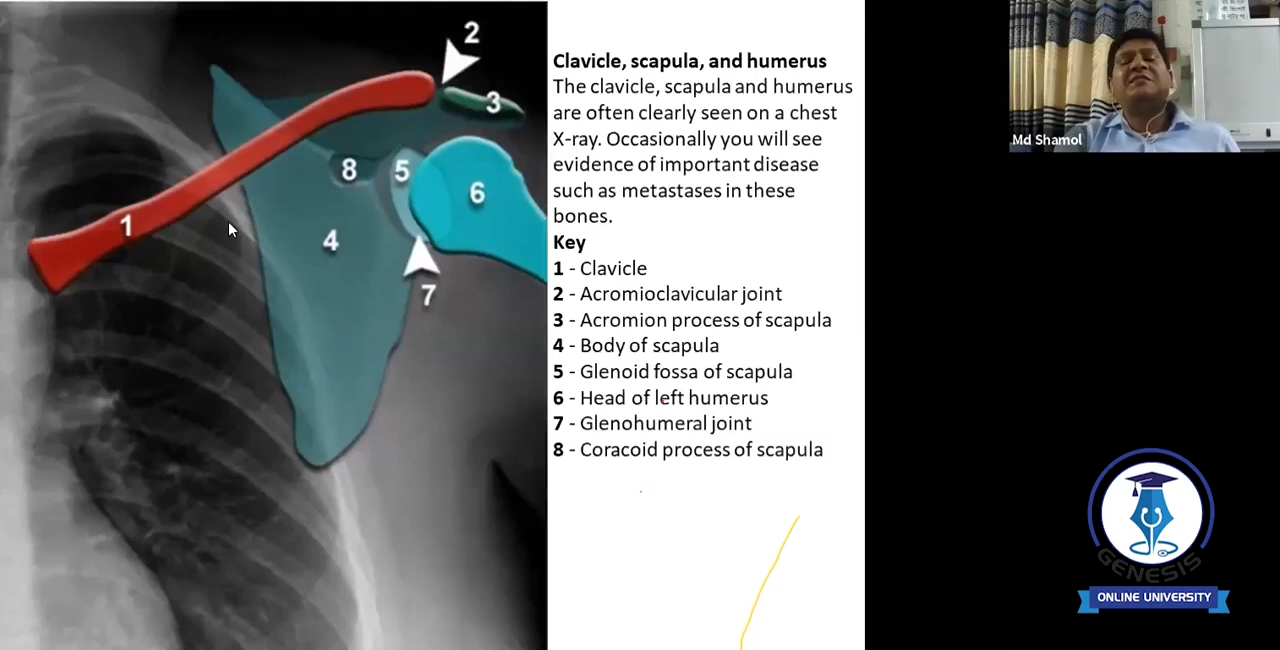 2
3
8
5
6
1
4
7
Clavicle, scapula, and humerus
The clavicle, scapula and humerus
are often clearly seen on a chest
X-ray. Occasionally you will see
evidence of important disease
such as metastases in these
bones.
Key
1 - Clavicle
2 - Acromioclavicular joint
3 - Acromion process of scapula
4 - Body of scapula
5 - Glenoid fossa of scapula
6 - Head of left humerus
7 - Glenohumeral joint
8 - Coracoid process of scapula
Md Shamol
GENESIS
ONLINE UNIVERSITY